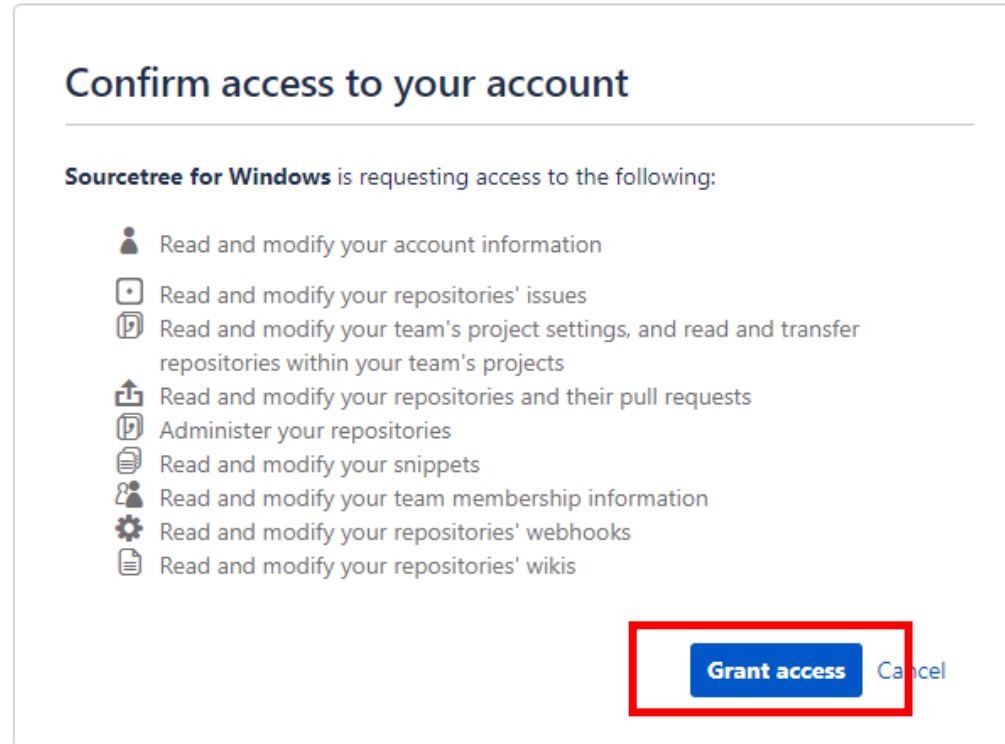 Confirm access to your account
Sourcetree for Windows is requesting access to the following:
Read and modify your account information
Read and modify your repositories' issues
Read and modify your team's project settings, and read and transfer
repositories within your team's projects
Read and modify your repositories and their pull requests
Administer your repositories
Read and modify your snippets
Read and modify your team membership information
Read and modify your repositories' webhooks
Read and modify your repositories' wikis
Grant access Cancel